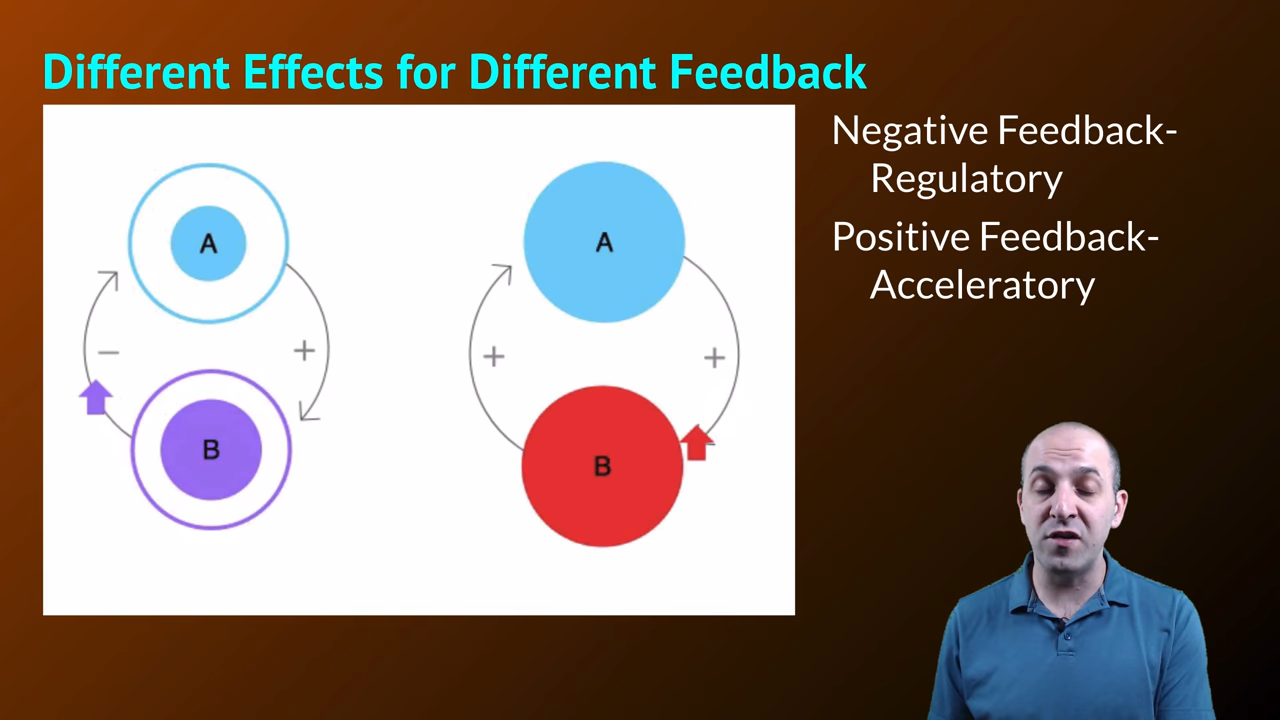 Different Effects for Different Feedback
Negative Feedback-
Regulatory
Positive Feedback-
Acceleratory
A
−
+
B
A
+
+
B